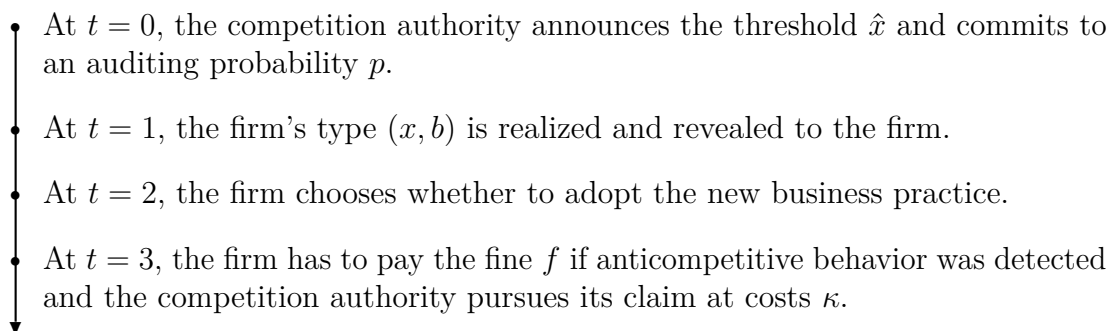 At t = 0, the competition authority announces the threshold x̂ and commits to
an auditing probability p.
At t = 1, the firm's type (x, b) is realized and revealed to the firm.
At t = 2, the firm chooses whether to adopt the new business practice.
At t = 3, the firm has to pay the fine f if anticompetitive behavior was detected
and the competition authority pursues its claim at costs κ.